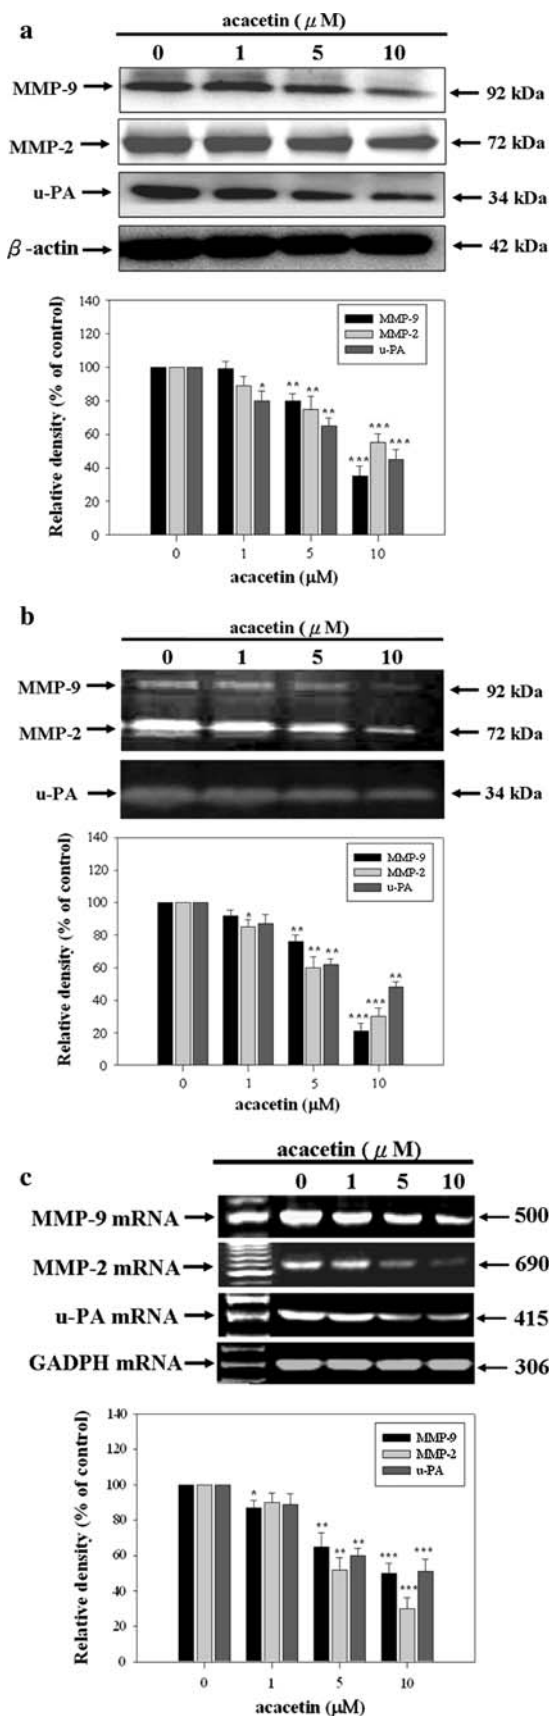 a
acacetin ( μ M)
0 1 5 10
MMP-9 92 kDa
MMP-2 72 kDa
u-PA 34 kDa
β-actin 42 kDa
Relative density (% of control)
140
120
100
80
60
40
20
0
MMP-9
MMP-2
u-PA
*
** ** **
*** *** ***
0 1 5 10
acacetin (μM)
b
acacetin ( μ M)
0 1 5 10
MMP-9 92 kDa
MMP-2 72 kDa
u-PA 34 kDa
Relative density (% of control)
140
120
100
80
60
40
20
0
MMP-9
MMP-2
u-PA
*
** ** **
*** *** **
0 1 5 10
acacetin (μM)
c
acacetin ( μ M)
0 1 5 10
MMP-9 mRNA 500
MMP-2 mRNA 690
u-PA mRNA 415
GADPH mRNA 306
Relative density (% of control)
140
120
100
80
60
40
20
0
MMP-9
MMP-2
u-PA
*
** ** **
*** *** ***
0 1 5 10
acacetin (μM)